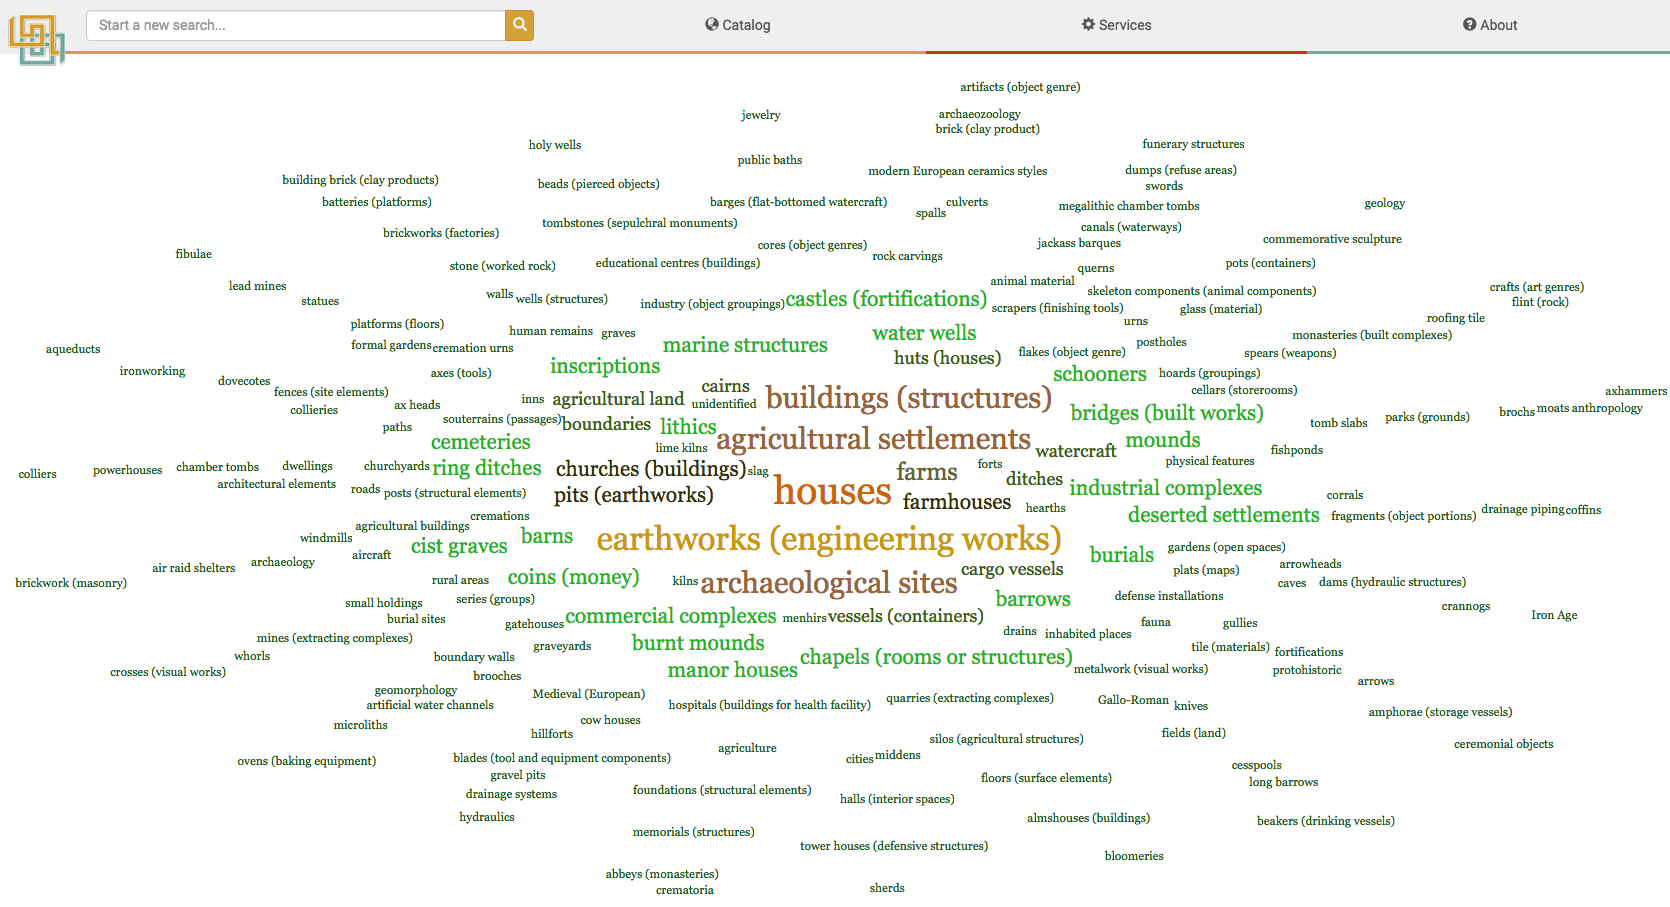 Start a new search...
Catalog
Services
About
artifacts (object genre)
jewelry
archaeozoology
brick (clay product)
holy wells
funerary structures
public baths
modern European ceramics styles
dumps (refuse areas)
building brick (clay products)
beads (pierced objects)
swords
batteries (platforms)
barges (flat-bottomed watercraft)
culverts
megalithic chamber tombs
geology
spalls
tombstones (sepulchral monuments)
canals (waterways)
brickworks (factories)
cores (object genres)
jackass barques
commemorative sculpture
fibulae
rock carvings
stone (worked rock)
educational centres (buildings)
querns
pots (containers)
lead mines
animal material
crafts (art genres)
statues
walls
wells (structures)
industry (object groupings)
castles (fortifications)
skeleton components (animal components)
scrapers (finishing tools)
glass (material)
flint (rock)
platforms (floors)
human remains
graves
water wells
urns
roofing tile
formal gardens
cremation urns
marine structures
huts (houses)
flakes (object genre)
postholes
monasteries (built complexes)
aqueducts
inscriptions
spears (weapons)
ironworking
axes (tools)
schooners
hoards (groupings)
dovecotes
fences (site elements)
inns
agricultural land
cairns
unidentified
buildings (structures)
cellars (storerooms)
axhammers
collieries
ax heads
souterrains (passages)
boundaries
lithics
bridges (built works)
tomb slabs
parks (grounds)
brochs
moats
anthropology
paths
cemeteries
lime kilns
agricultural settlements
watercraft
mounds
fishponds
colliers
powerhouses
chamber tombs
dwellings
churchyards
ring ditches
churches (buildings)
slag
farms
forts
physical features
architectural elements
roads
posts (structural elements)
pits (earthworks)
houses
farmhouses
ditches
industrial complexes
corrals
hearths
cremations
deserted settlements
fragments (object portions)
drainage piping
coffins
windmills
agricultural buildings
barns
earthworks (engineering works)
cist graves
burials
gardens (open spaces)
archaeology
aircraft
air raid shelters
arrowheads
brickwork (masonry)
rural areas
coins (money)
kilns
archaeological sites
cargo vessels
plats (maps)
caves
dams (hydraulic structures)
small holdings
series (groups)
barrows
defense installations
crannogs
burial sites
gatehouses
commercial complexes
menhirs
vessels (containers)
Iron Age
drains
inhabited places
fauna
gullies
mines (extracting complexes)
graveyards
burnt mounds
tile (materials)
fortifications
whorls
boundary walls
chapels (rooms or structures)
crosses (visual works)
brooches
manor houses
metalwork (visual works)
protohistoric
arrows
geomorphology
Medieval (European)
artificial water channels
hospitals (buildings for health facility)
quarries (extracting complexes)
Gallo-Roman
knives
amphorae (storage vessels)
microliths
cow houses
hillforts
silos (agricultural structures)
fields (land)
ceremonial objects
agriculture
cities
middens
ovens (baking equipment)
blades (tool and equipment components)
cesspools
gravel pits
floors (surface elements)
long barrows
drainage systems
foundations (structural elements)
halls (interior spaces)
hydraulics
almshouses (buildings)
beakers (drinking vessels)
memorials (structures)
tower houses (defensive structures)
bloomeries
abbeys (monasteries)
crematoria
sherds